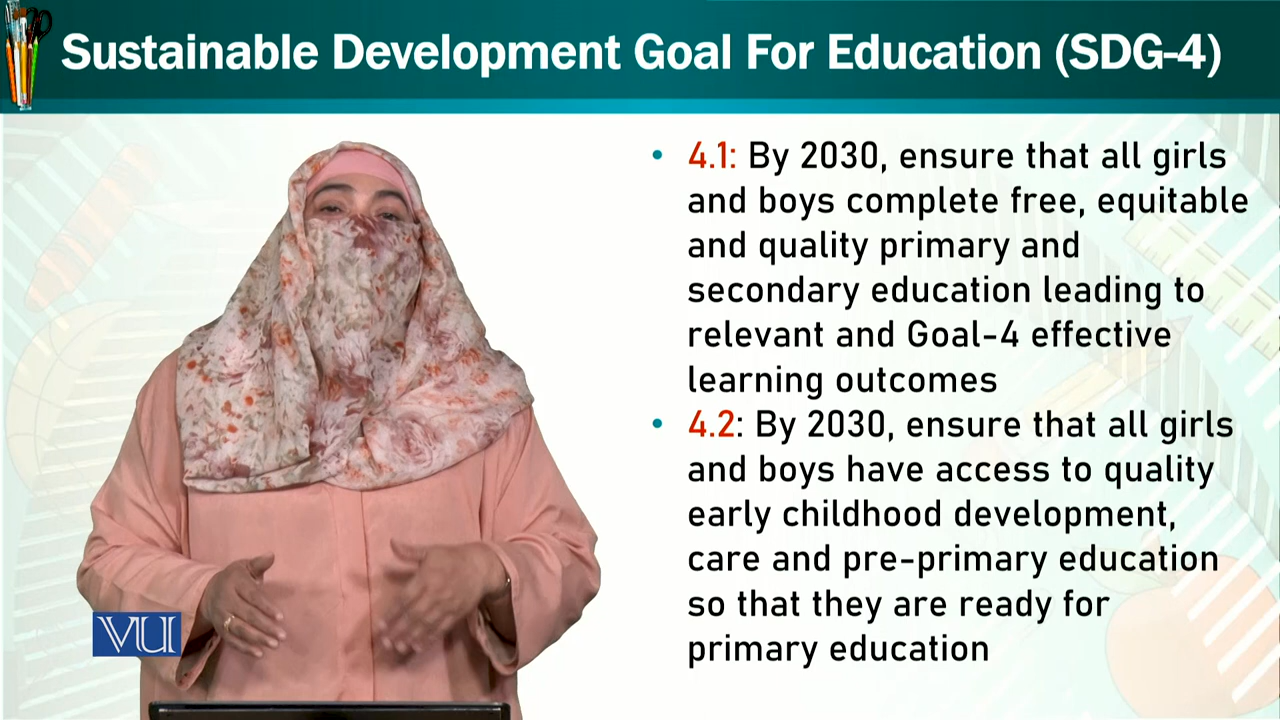 Sustainable Development Goal For Education (SDG-4)
• 4.1: By 2030, ensure that all girls
and boys complete free, equitable
and quality primary and
secondary education leading to
relevant and Goal-4 effective
learning outcomes
• 4.2: By 2030, ensure that all girls
and boys have access to quality
early childhood development,
care and pre-primary education
so that they are ready for
primary education
VU